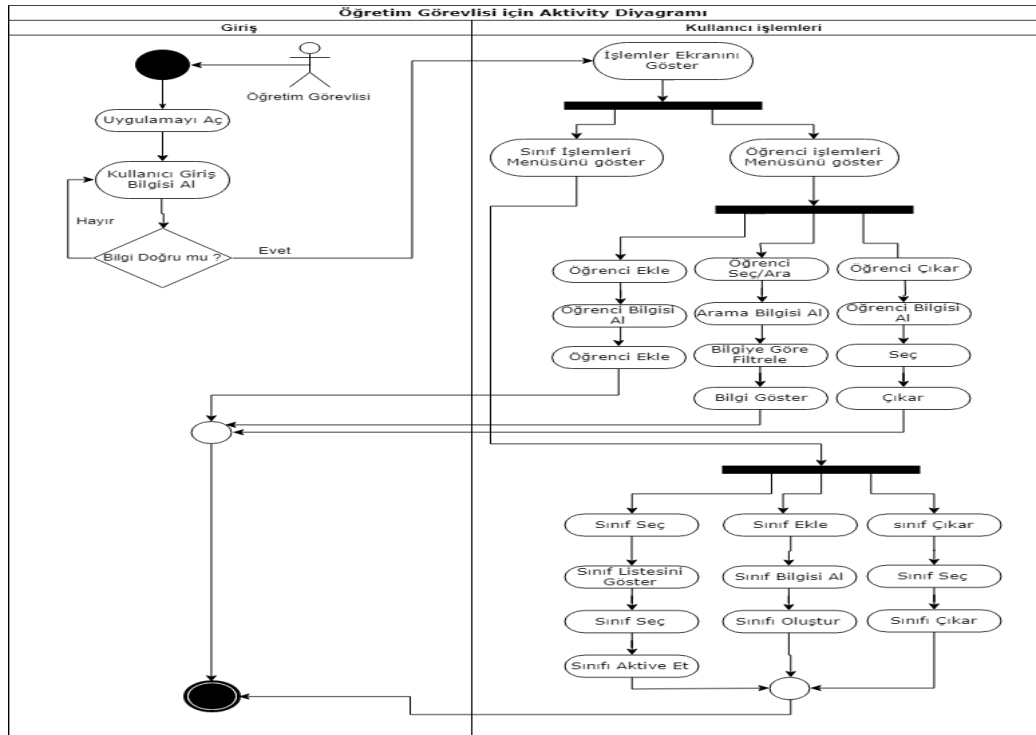 Öğretim Görevlisi için Aktivity Diyagramı
Giriş
Kullanıcı işlemleri
Öğretim Görevlisi
Uygulamayı Aç
Kullanıcı Giriş
Bilgisi Al
Hayır
Bilgi Doğru mu ?
Evet
İşlemler Ekranını
Göster
Sınıf İşlemleri
Menüsünü göster
Öğrenci işlemleri
Menüsünü göster
Öğrenci Ekle
Öğrenci Bilgisi
Al
Öğrenci Ekle
Öğrenci
Seç/Ara
Arama Bilgisi Al
Bilgiye Göre
Filtrele
Bilgi Göster
Öğrenci Çıkar
Öğrenci Bilgisi
Al
Seç
Çıkar
Sınıf Seç
Sınıf Listesini
Göster
Sınıf Seç
Sınıfı Aktive Et
Sınıf Ekle
Sınıf Bilgisi Al
Sınıfı Oluştur
sınıf Çıkar
Sınıf Seç
Sınıfı Çıkar